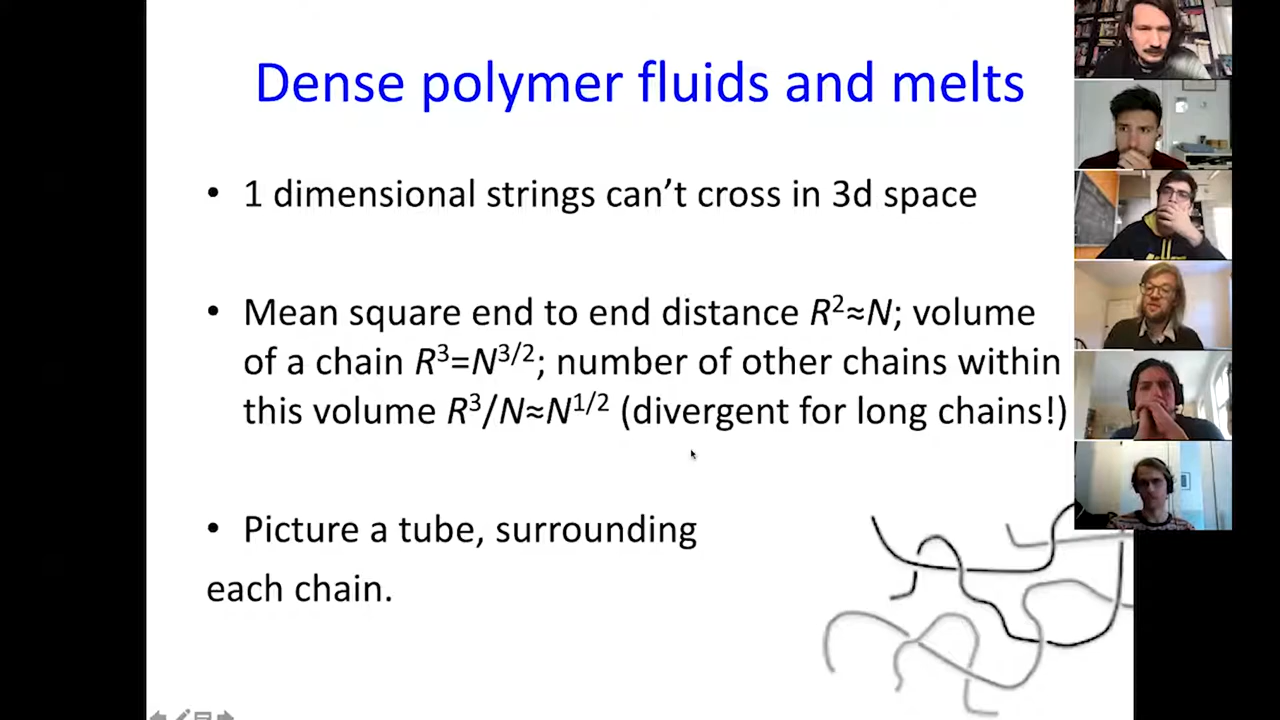 Dense polymer fluids and melts
• 1 dimensional strings can’t cross in 3d space
• Mean square end to end distance R²≈N; volume
of a chain R³=N³/²; number of other chains within
this volume R³/N≈N¹/² (divergent for long chains!)
• Picture a tube, surrounding
each chain.